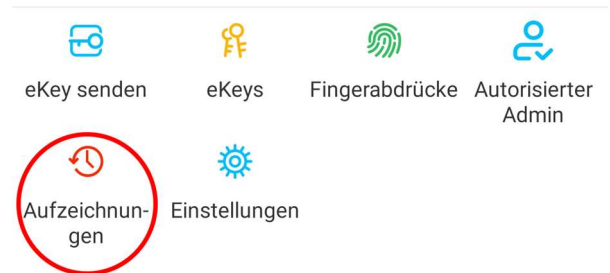 eKey senden eKeys Fingerabdrücke Autorisierter
Admin
Aufzeichnun- Einstellungen
gen